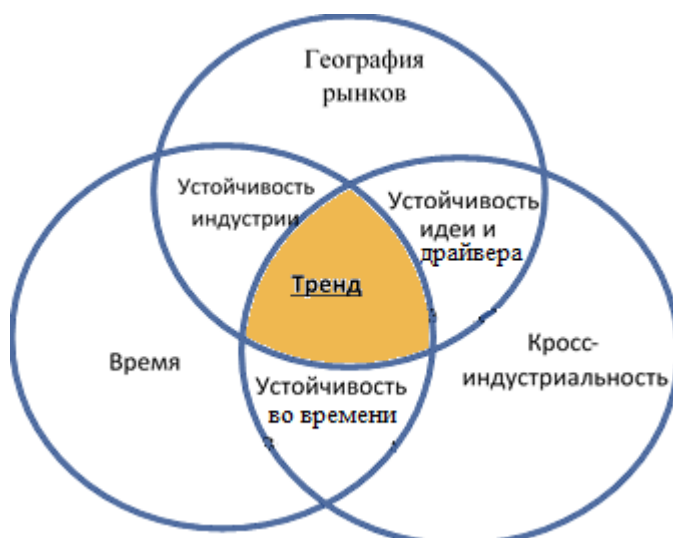 География
рынков
Устойчивость
индустрии
Устойчивость
идеи и
драйвера
Тренд
Время
Кросс-
индустриальность
Устойчивость
во времени